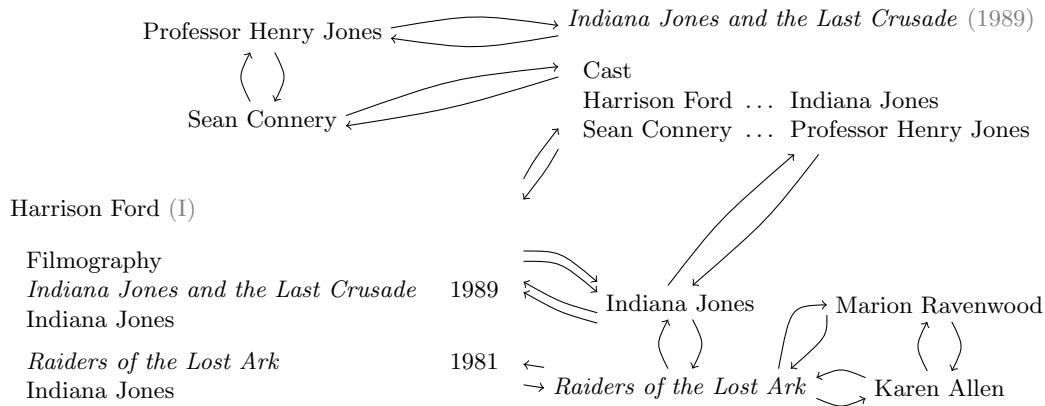 Indiana Jones and the Last Crusade (1989)
Professor Henry Jones
Cast
Harrison Ford ... Indiana Jones
Sean Connery
Sean Connery ... Professor Henry Jones
Harrison Ford (I)
Filmography
Indiana Jones and the Last Crusade 1989
Indiana Jones
Indiana Jones
Marion Ravenwood
Raiders of the Lost Ark 1981
Indiana Jones
Raiders of the Lost Ark
Karen Allen